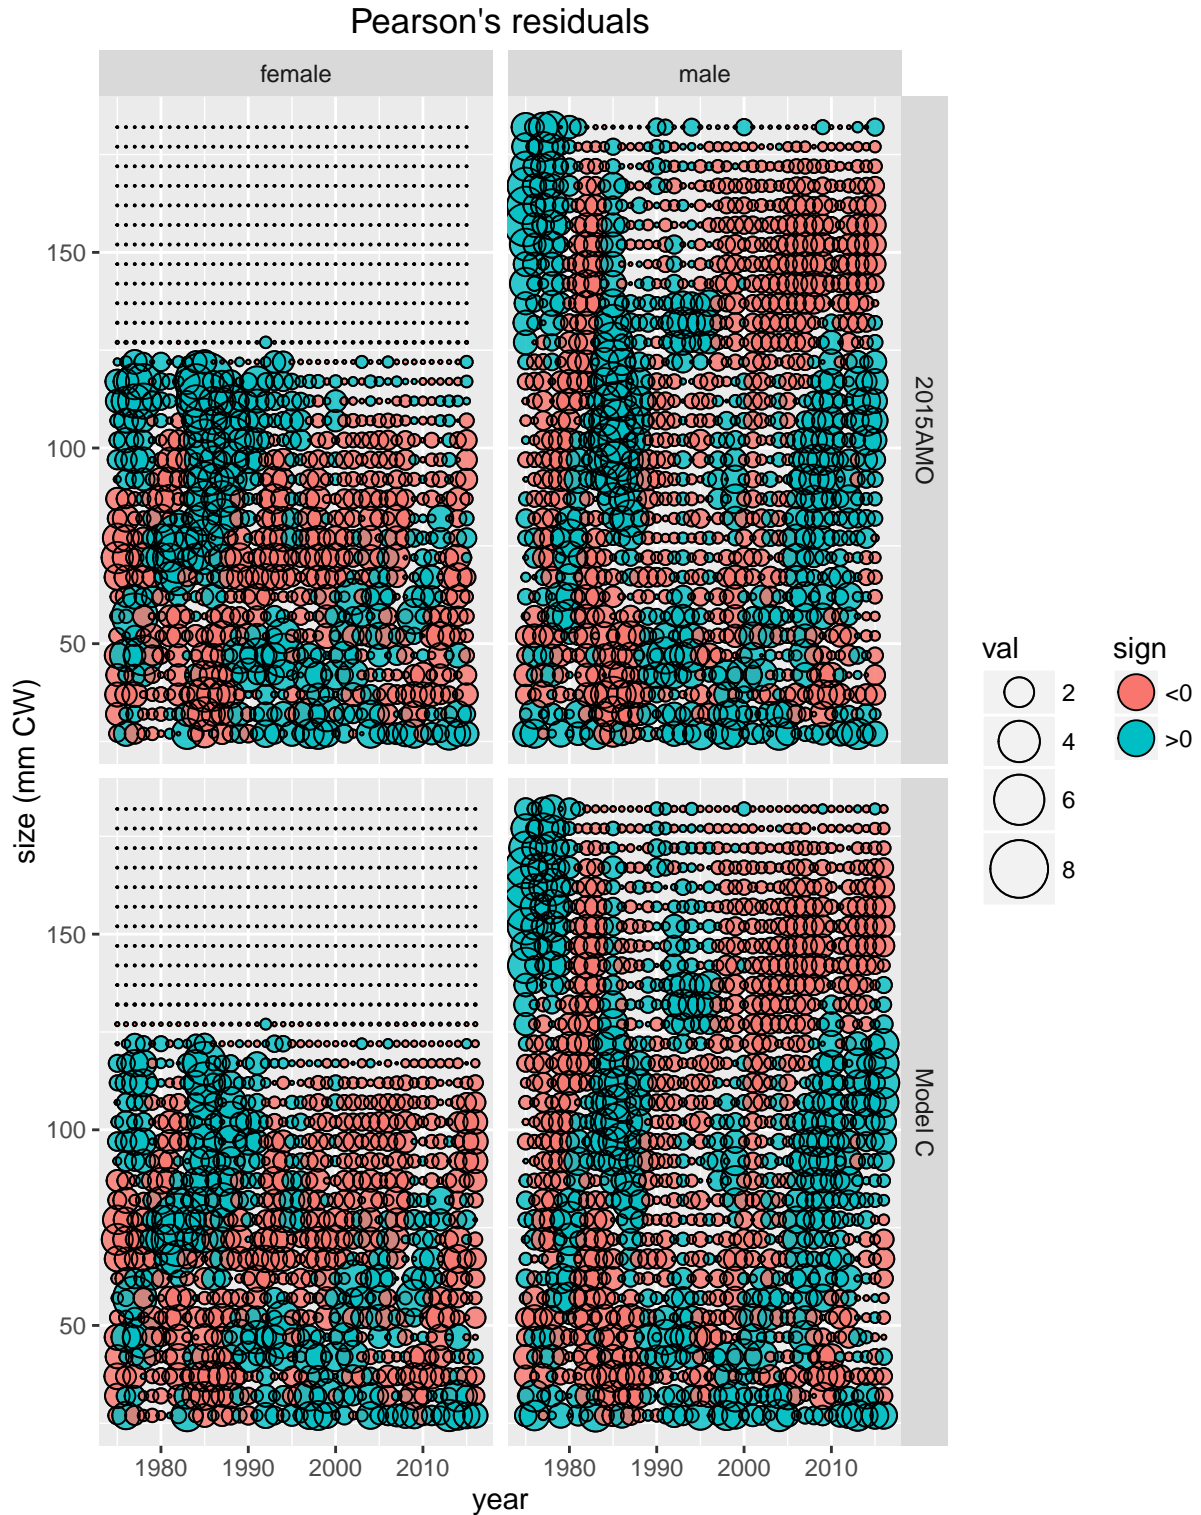 Pearson's residuals
female male
150
100
50
2015AMO
150
100
50
Model C
1980 1990 2000 2010 1980 1990 2000 2010
year
size (mm CW)
val
2
4
6
8
sign
<0
>0